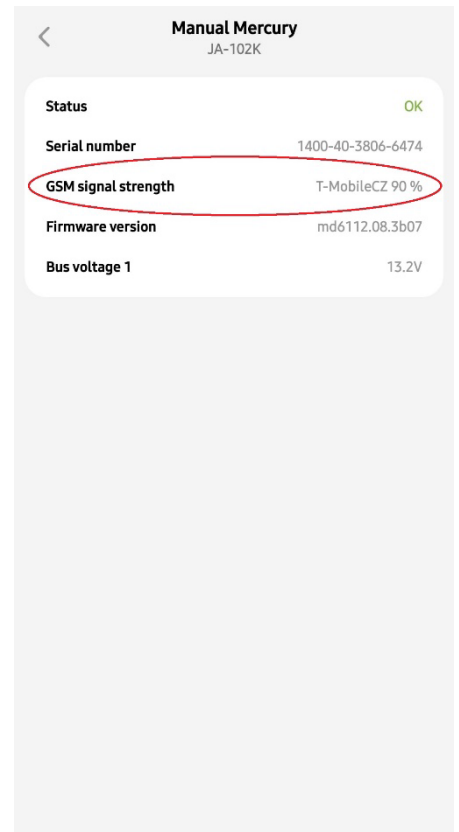 Manual Mercury
JA-102K
Status OK
Serial number 1400-40-3806-6474
GSM signal strength T-MobileCZ 90 %
Firmware version md6112.08.3b07
Bus voltage 1 13.2V